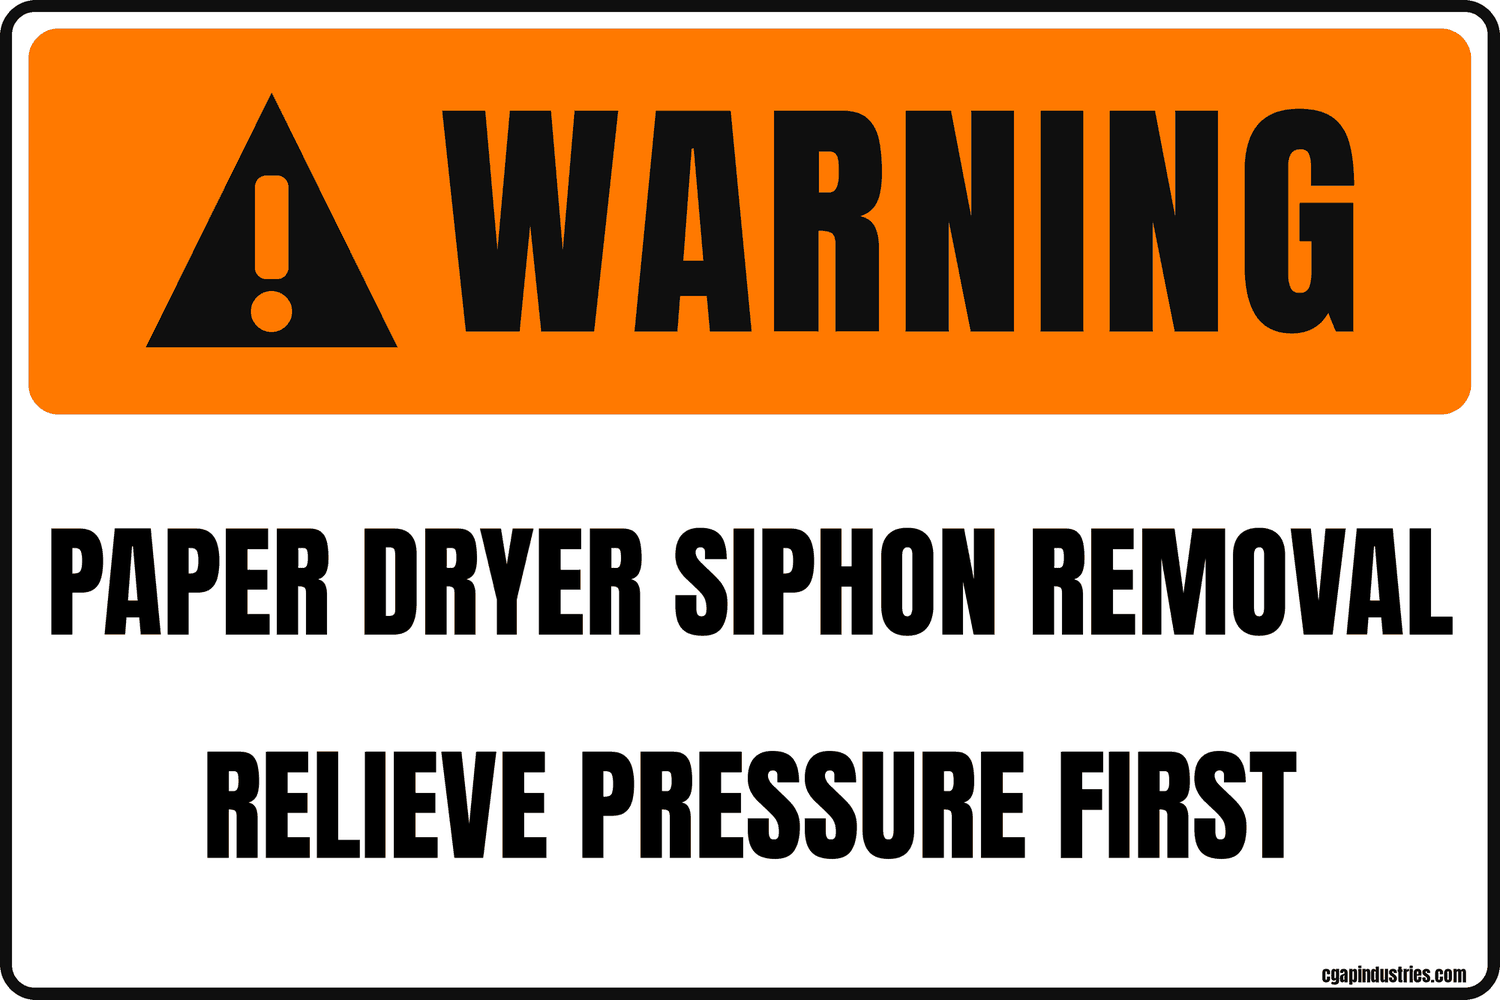 WARNING
PAPER DRYER SIPHON REMOVAL
RELIEVE PRESSURE FIRST
cgapindustries.com